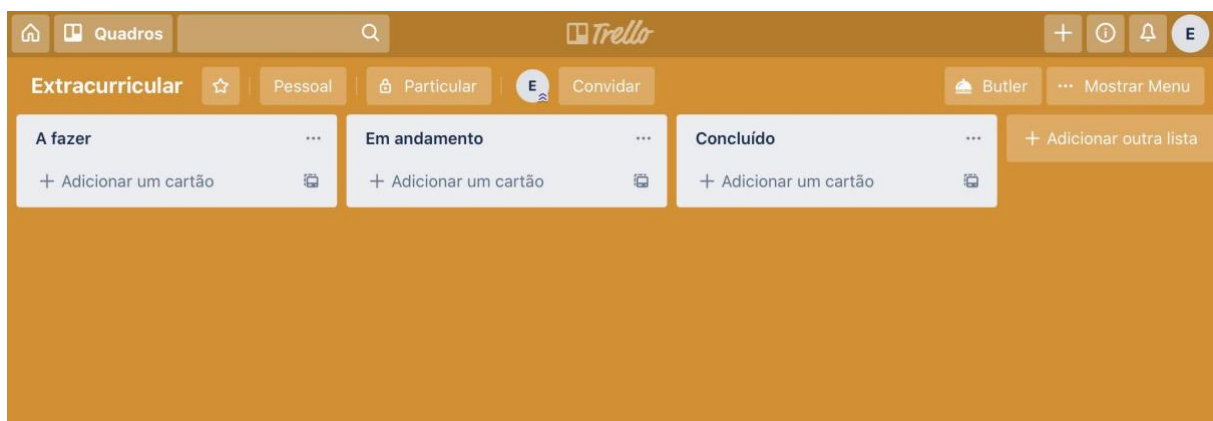 Quadros
Trello
E
Extracurricular
Pessoal
Particular
E
Convidar
Butler
... Mostrar Menu
A fazer
...
+ Adicionar um cartão
Em andamento
...
+ Adicionar um cartão
Concluído
...
+ Adicionar um cartão
+ Adicionar outra lista